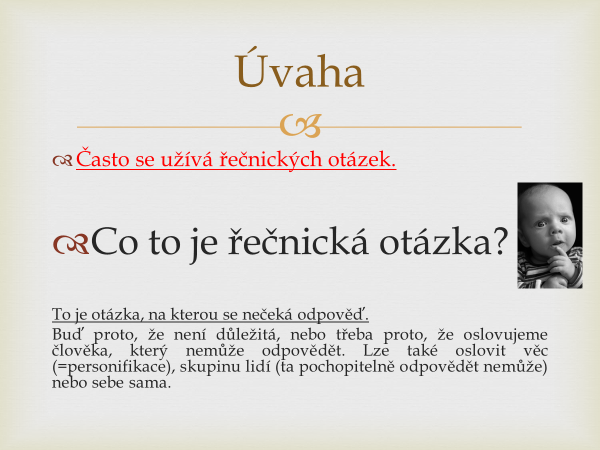 Úvaha
Často se užívá řečnických otázek.
Co to je řečnická otázka?
To je otázka, na kterou se nečeká odpověď.
Buď proto, že není důležitá, nebo třeba proto, že oslovujeme
člověka, který nemůže odpovědět. Lze také oslovit věc
(=personifikace), skupinu lidí (ta pochopitelně odpovědět nemůže)
nebo sebe sama.